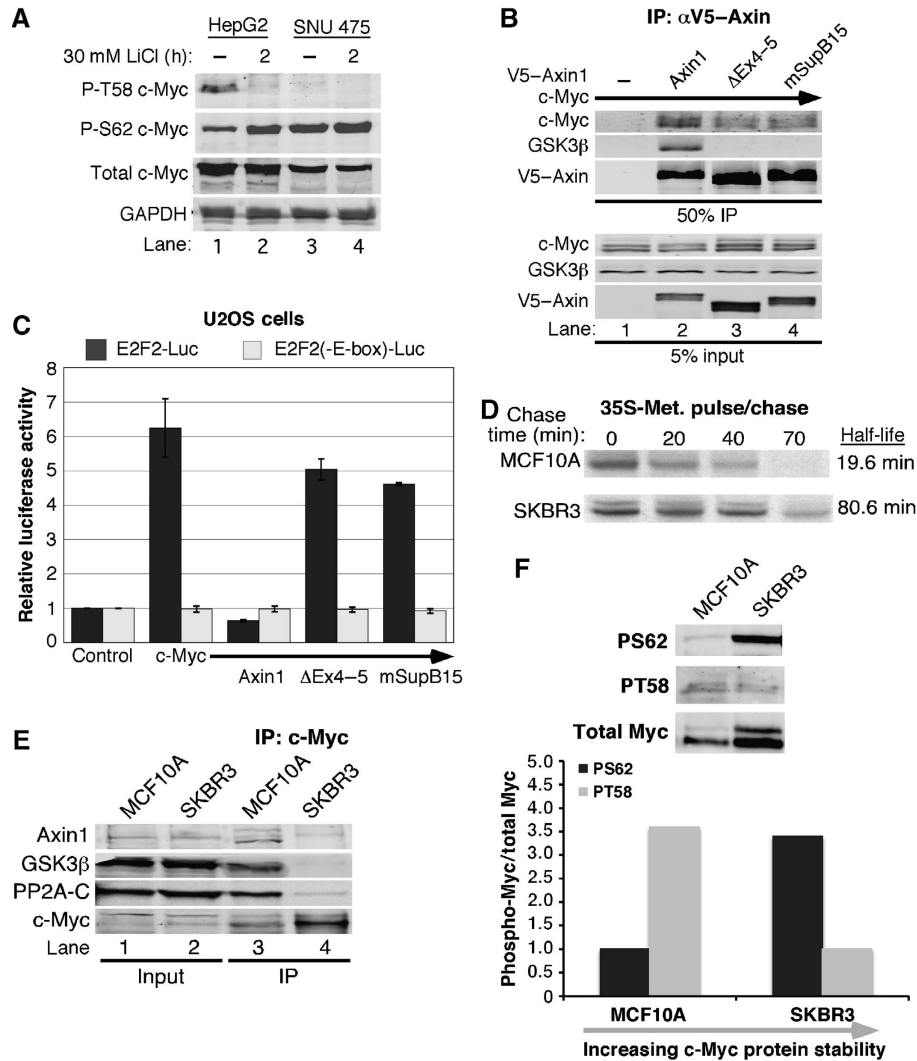 A
HepG2 SNU 475
30 mM LiCl (h): – 2 – 2
P-T58 c-Myc
P-S62 c-Myc
Total c-Myc
GAPDH
Lane: 1 2 3 4
B
IP: αV5–Axin
V5–Axin1 – Axin1 ΔEx4–5 mSupB15
c-Myc
c-Myc
GSK3β
V5–Axin
50% IP
c-Myc
GSK3β
V5–Axin
Lane: 1 2 3 4
5% input
C
U2OS cells
E2F2-Luc E2F2(-E-box)-Luc
Relative luciferase activity
8
7
6
5
4
3
2
1
0
Control c-Myc
Axin1 ΔEx4–5 mSupB15
D
35S-Met. pulse/chase
Chase
time (min): 0 20 40 70 Half-life
MCF10A 19.6 min
SKBR3 80.6 min
E
IP: c-Myc
MCF10A SKBR3 MCF10A SKBR3
Axin1
GSK3β
PP2A-C
c-Myc
Lane 1 2 3 4
Input IP
F
MCF10A SKBR3
PS62
PT58
Total Myc
Phospho-Myc/total Myc
5.0
4.5
4.0
3.5
3.0
2.5
2.0
1.5
1.0
0.5
0
PS62
PT58
MCF10A SKBR3
Increasing c-Myc protein stability